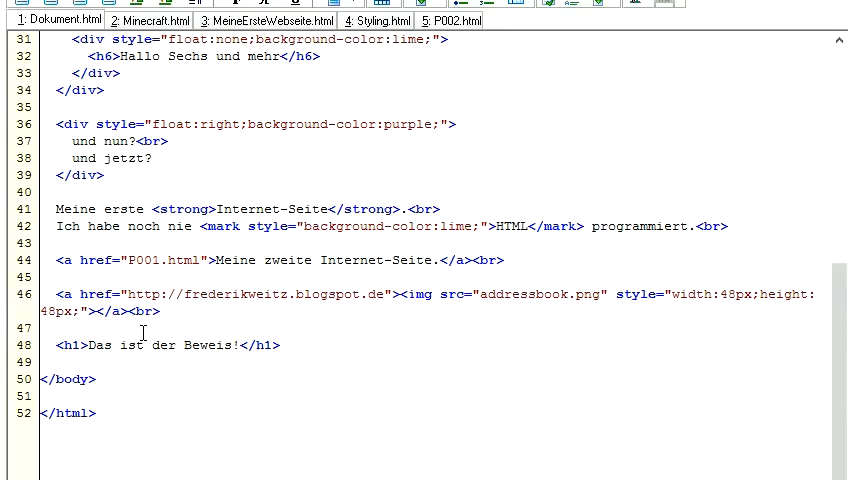 1: Dokument.html 2: Minecraft.html 3: MeineErsteWebseite.html 4: Styling.html 5: P002.html
31 <div style="float:none;background-color:lime;">
32 <h6>Hallo Sechs und mehr</h6>
33 </div>
34 </div>
35
36 <div style="float:right;background-color:purple;">
37 und nun?<br>
38 und jetzt?
39 </div>
40
41 Meine erste <strong>Internet-Seite</strong>.<br>
42 Ich habe noch nie <mark style="background-color:lime;">HTML</mark> programmiert.<br>
43
44 <a href="P001.html">Meine zweite Internet-Seite.</a><br>
45
46 <a href="http://frederikweitz.blogspot.de"><img src="addressbook.png" style="width:48px;height:
48px;"></a><br>
47
48 <h1>Das ist der Beweis!</h1>
49
50 </body>
51
52 </html>